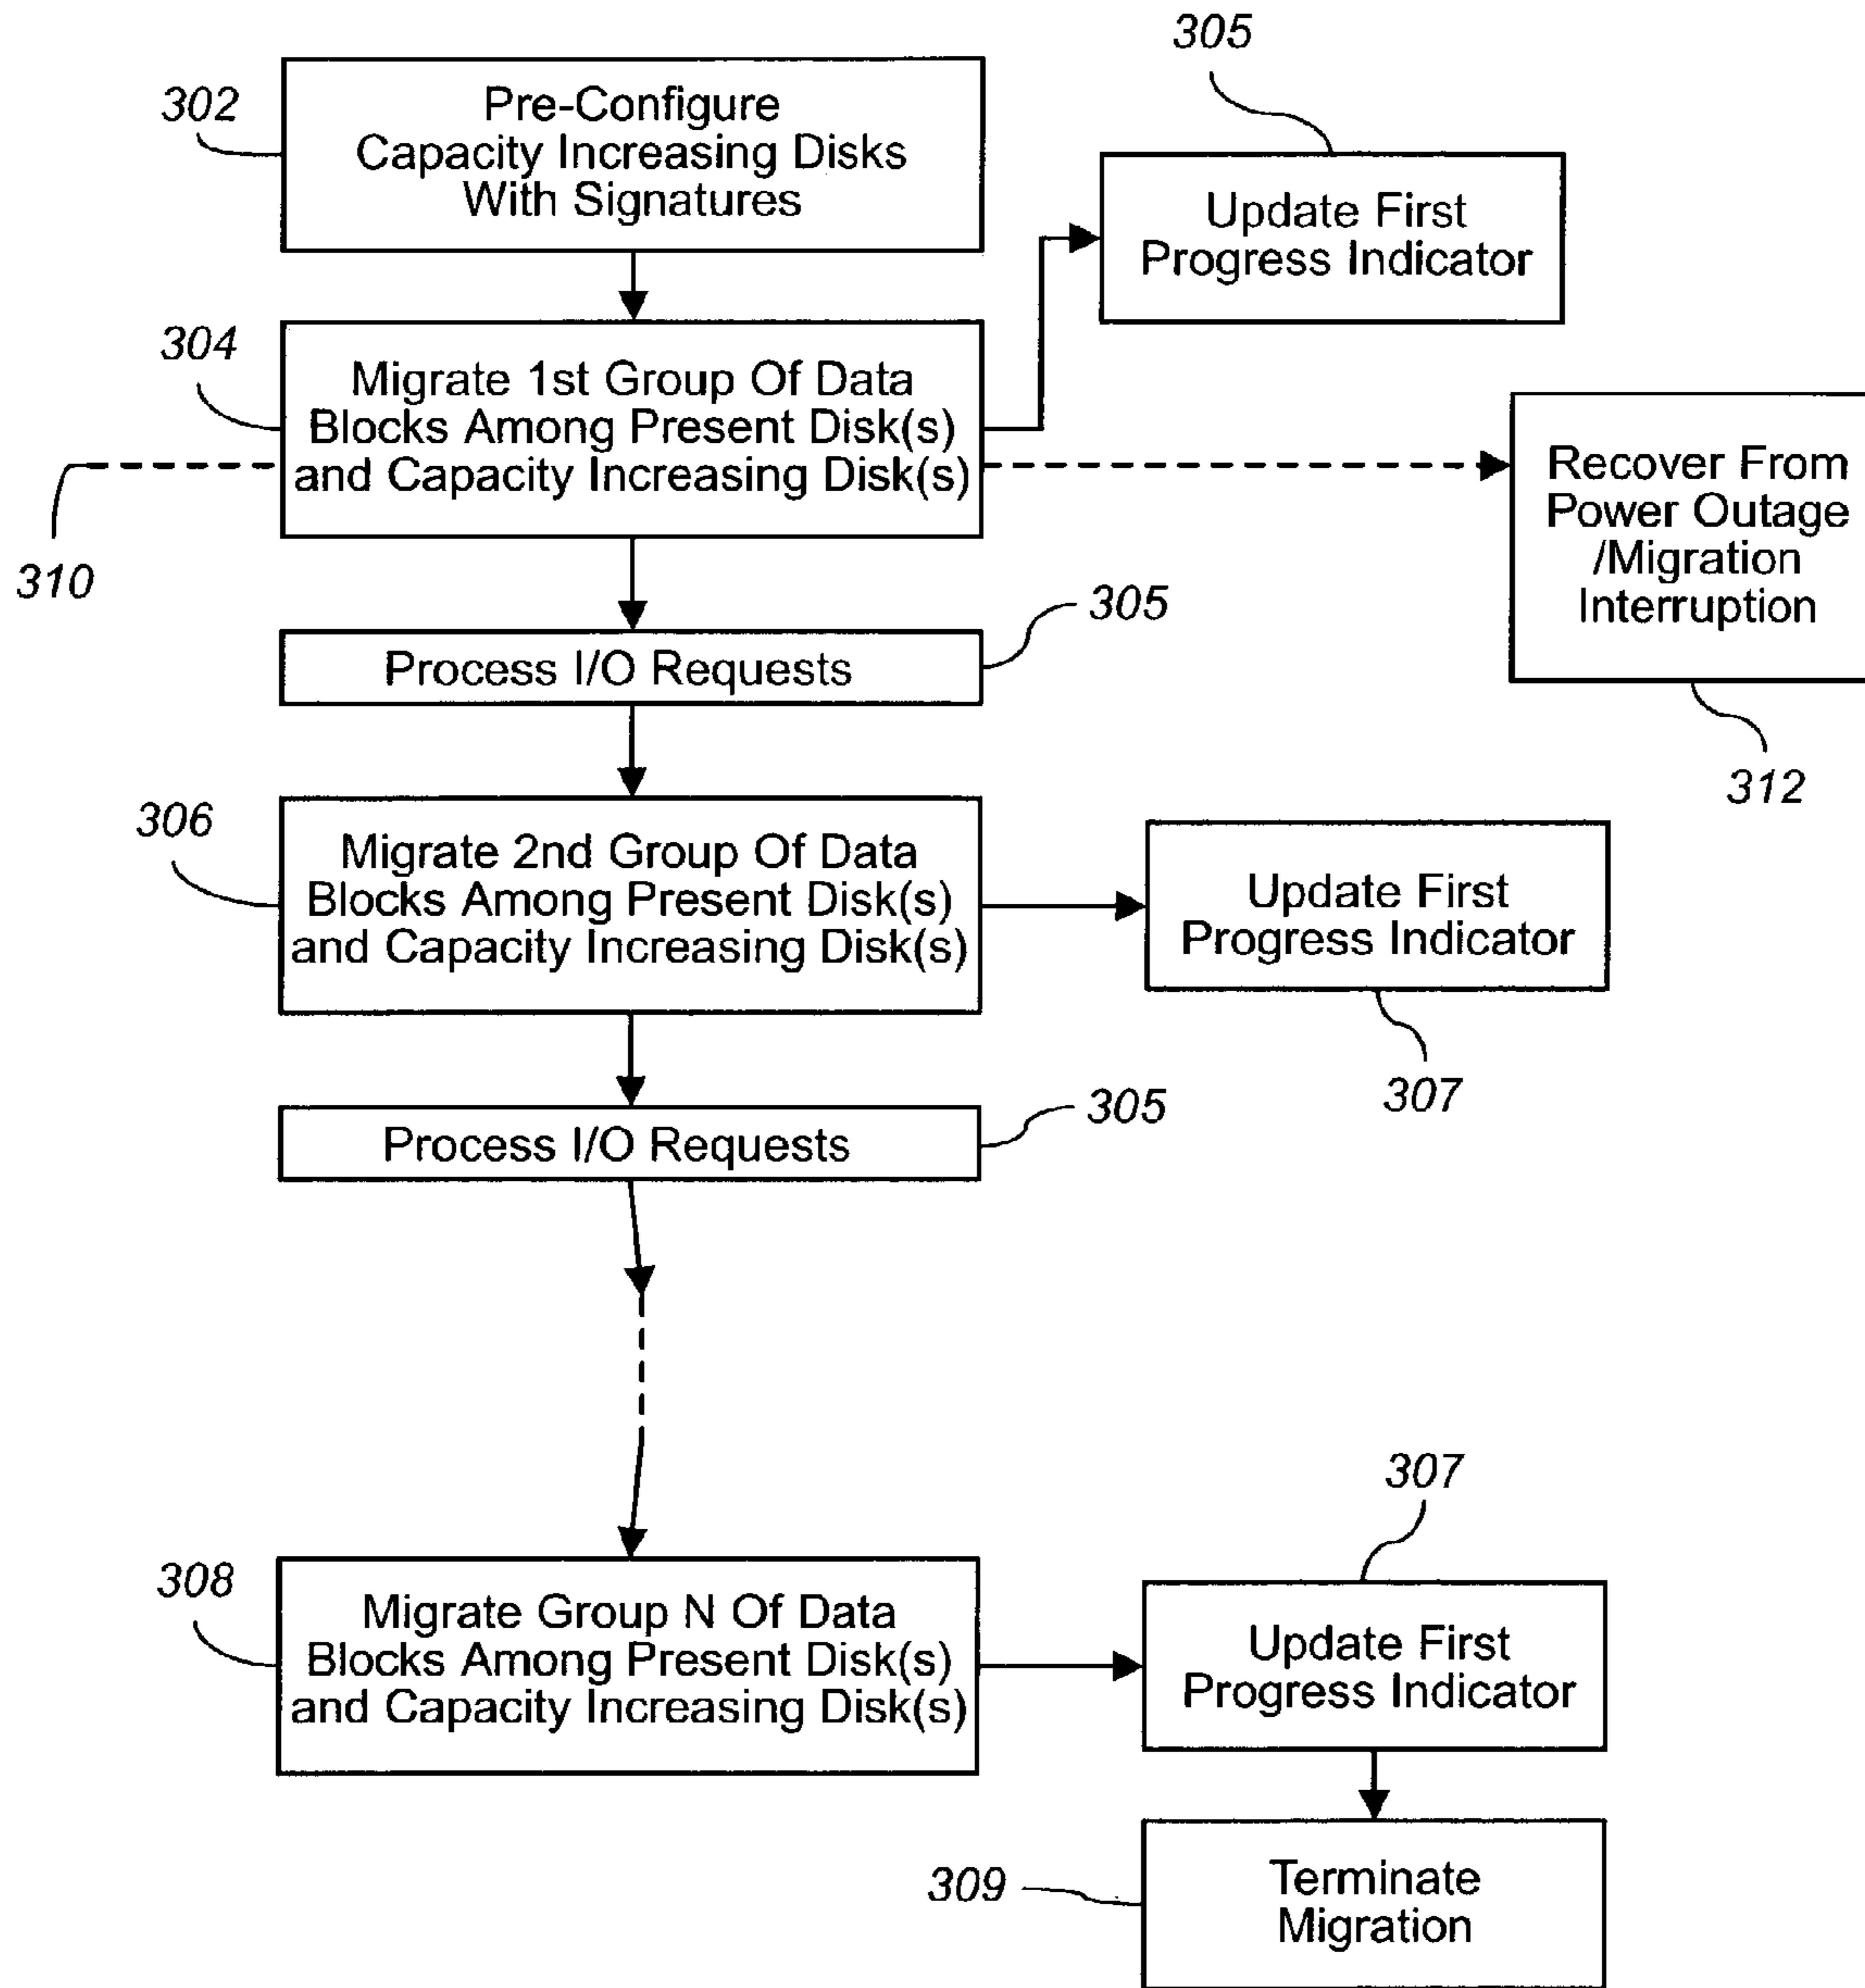 305
302
Pre-Configure
Capacity Increasing Disks
With Signatures
Update First
Progress Indicator
304
Migrate 1st Group Of Data
Blocks Among Present Disk(s)
and Capacity Increasing Disk(s)
310
Recover From
Power Outage
/Migration
Interruption
312
Process I/O Requests
305
306
Migrate 2nd Group Of Data
Blocks Among Present Disk(s)
and Capacity Increasing Disk(s)
Update First
Progress Indicator
307
Process I/O Requests
305
307
308
Migrate Group N Of Data
Blocks Among Present Disk(s)
and Capacity Increasing Disk(s)
Update First
Progress Indicator
309
Terminate
Migration